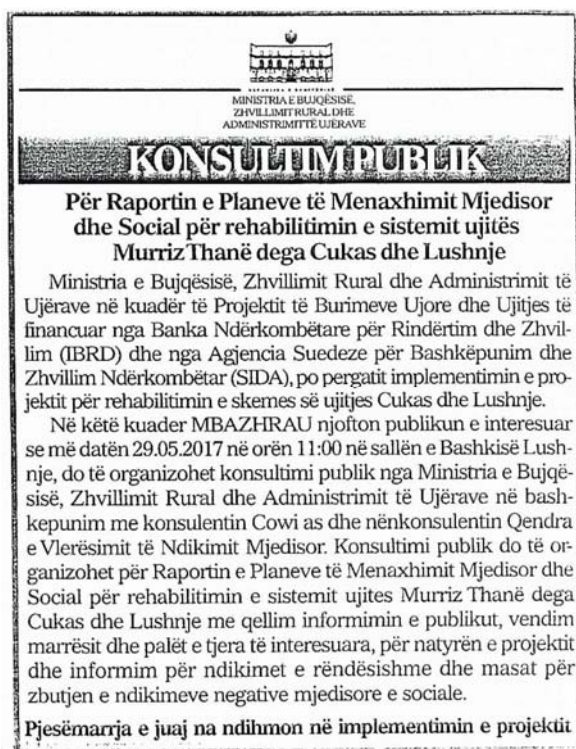 REPUBLIKA E SHQIPËRISË
MINISTRIA E BUJQËSISË,
ZHVILLIMIT RURAL DHE
ADMINISTRIMIT TË UJËRAVE
KONSULTIM PUBLIK
Për Raportin e Planeve të Menaxhimit Mjedisor
dhe Social për rehabilitimin e sistemit ujitës
Murriz Thanë dega Cukas dhe Lushnje
Ministria e Bujqësisë, Zhvillimit Rural dhe Administrimit të
Ujërave në kuadër të Projektit të Burimeve Ujore dhe Ujitjes të
financuar nga Banka Ndërkombëtare për Rindërtim dhe Zhvil-
lim (IBRD) dhe nga Agjencia Suedeze për Bashkëpunim dhe
Zhvillim Ndërkombëtar (SIDA), po pergatit implementimin e pro-
jektit për rehabilitimin e skemes së ujitjes Cukas dhe Lushnje.
Në këtë kuader MBAZHRAU njofton publikun e interesuar
se më datën 29.05.2017 në orën 11:00 në sallën e Bashkisë Lush-
nje, do të organizohet konsultimi publik nga Ministria e Bujqë-
sisë, Zhvillimit Rural dhe Administrimit të Ujërave në bash-
kepunim me konsulentin Cowi as dhe nënkonsulentin Qendra
e Vlerësimit të Ndikimit Mjedisor. Konsultimi publik do të or-
ganizohet për Raportin e Planeve të Menaxhimit Mjedisor dhe
Social për rehabilitimin e sistemit ujites Murriz Thanë dega
Cukas dhe Lushnje me qellim informimin e publikut, vendim
marrësit dhe palët e tjera të interesuara, për natyrën e projektit
dhe informim për ndikimet e rëndësishme dhe masat për
zbutjen e ndikimeve negative mjedisore e sociale.
Pjesëmarrja e juaj na ndihmon në implementimin e projektit